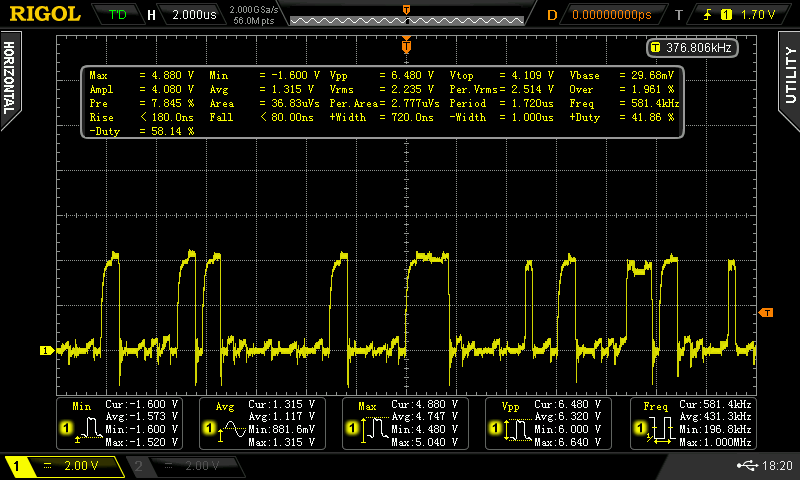 RIGOL T'D H 2.000us 2.000GSa/s 56.0M pts D 0.00000000ps T 1 1.70 V
T 376.806kHz
HORIZONTAL
UTILITY
Max = 4.880 V Min = -1.600 V Vpp = 6.480 V Vtop = 4.109 V Vbase = 29.68mV
Ampl = 4.080 V Avg = 1.315 V Vrms = 2.235 V Per.Vrms= 2.514 V Over = 1.961 %
Pre = 7.845 % Area = 36.83uVs Per.Area= 2.777uVs Period = 1.720us Freq = 581.4kHz
Rise < 180.0ns Fall < 80.00ns +Width = 720.0ns -Width = 1.000us +Duty = 41.86 %
-Duty = 58.14 %
T
1
Min Cur:-1.600 V
Avg:-1.573 V
Min:-1.600 V
Max:-1.520 V
1
Avg Cur:1.315 V
Avg:1.117 V
Min:881.6mV
Max:1.315 V
1
Max Cur:4.880 V
Avg:4.747 V
Min:4.480 V
Max:5.040 V
1
Vpp Cur:6.480 V
Avg:6.320 V
Min:6.000 V
Max:6.640 V
1
Freq Cur:581.4kHz
Avg:431.3kHz
Min:196.8kHz
Max:1.000MHz
1
1 = 2.00 V 2 = 2.00 V 18:20